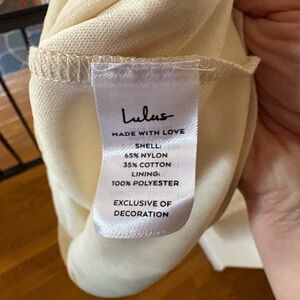 Lulus
MADE WITH LOVE
SHELL:
65% NYLON
35% COTTON
LINING:
100% POLYESTER
EXCLUSIVE OF
DECORATION